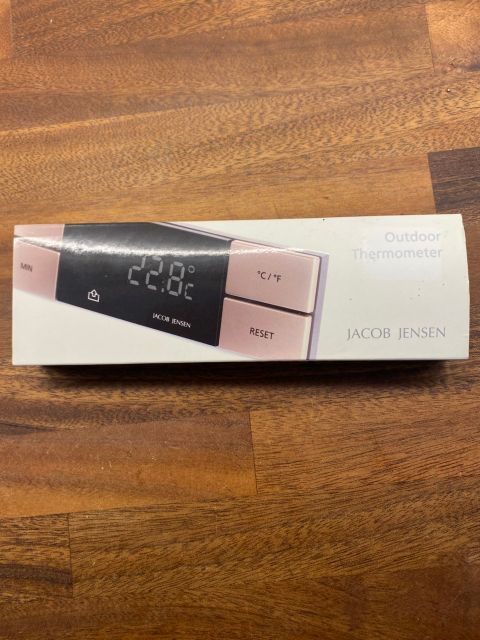 Outdoor
Thermometer
MIN
22.8°C
°C / °F
JACOB JENSEN
RESET
JACOB JENSEN